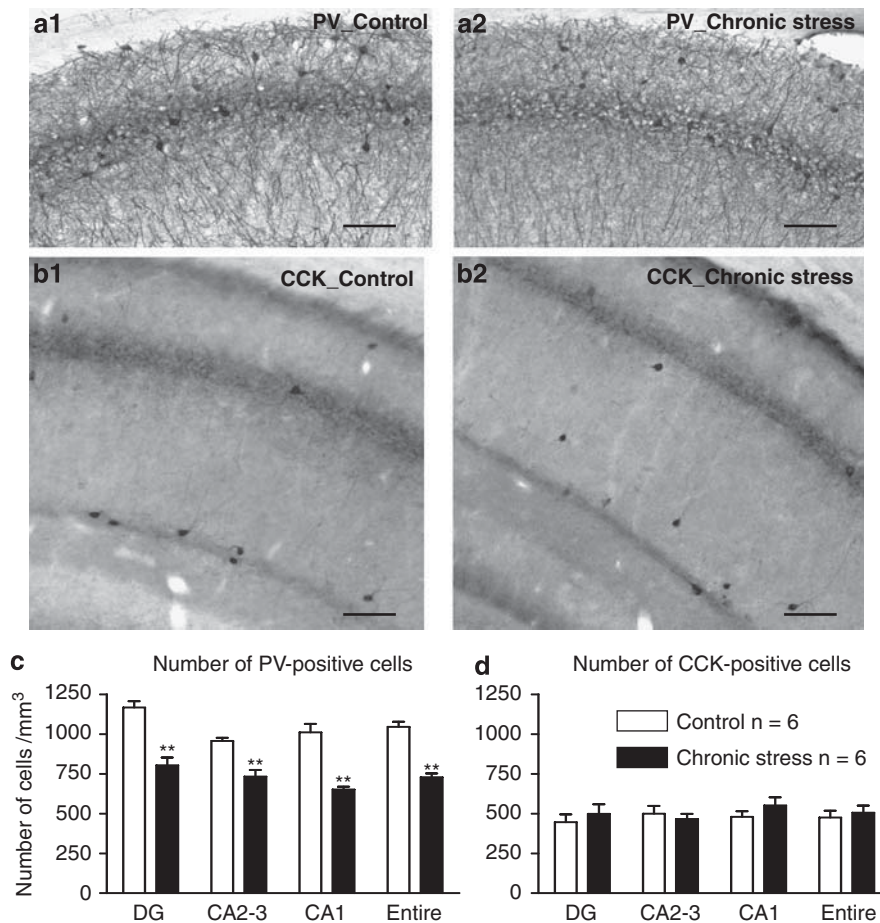 a1
PV_Control
a2
PV_Chronic stress
b1
CCK_Control
b2
CCK_Chronic stress
c
Number of PV-positive cells
Number of cells /mm³
1250
1000
750
500
250
0
**
**
**
**
DG
CA2-3
CA1
Entire
d
Number of CCK-positive cells
1250
1000
750
500
250
0
Control n = 6
Chronic stress n = 6
DG
CA2-3
CA1
Entire